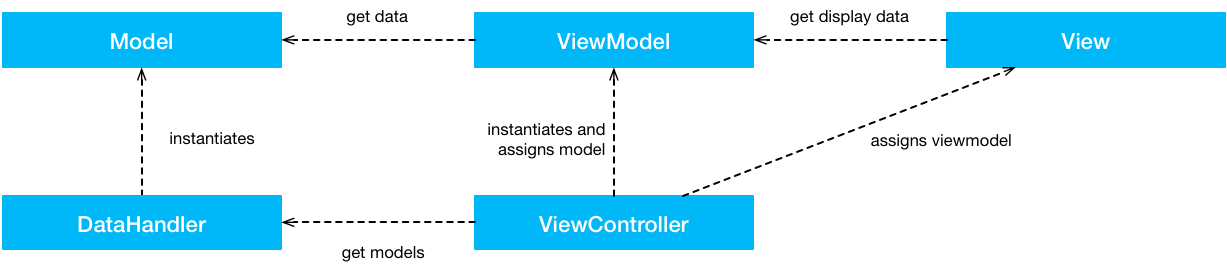 get data
get display data
Model
ViewModel
View
instantiates
instantiates and
assigns model
assigns viewmodel
DataHandler
ViewController
get models